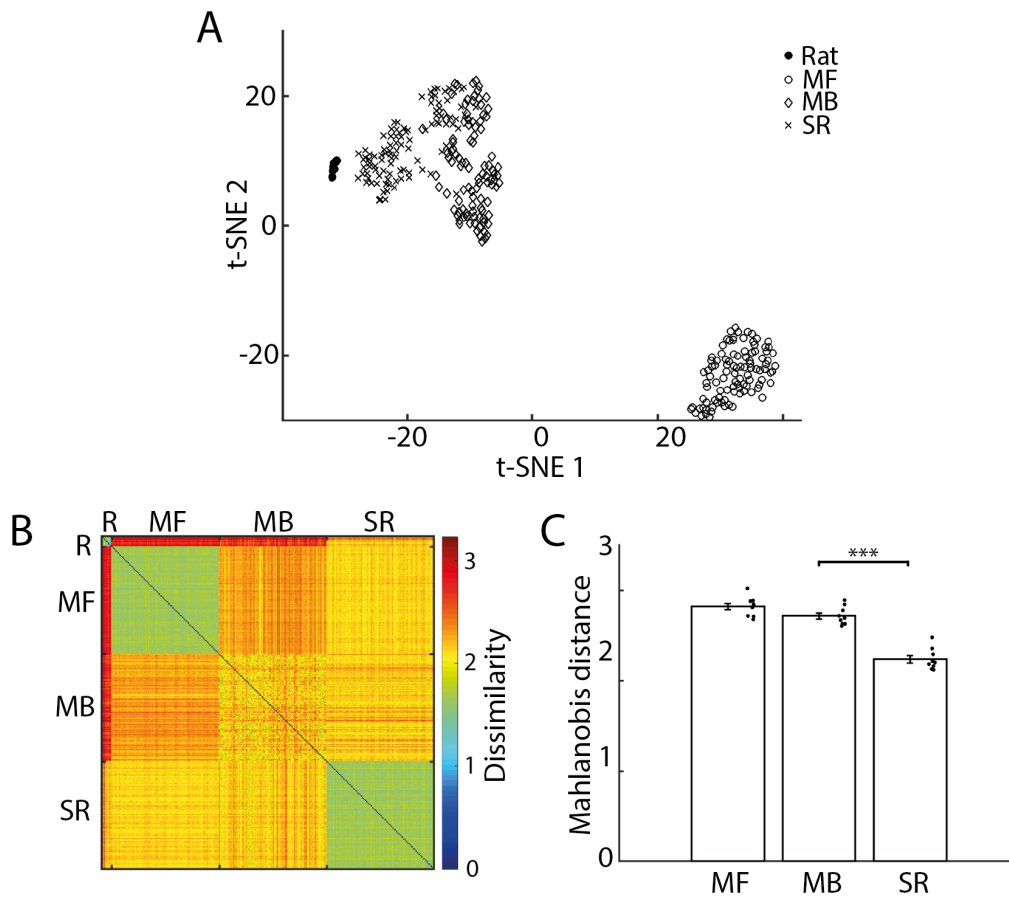 A
Rat
MF
MB
SR
20
0
-20
t-SNE 2
-20
0
20
t-SNE 1
B
R
MF
MB
SR
R
MF
MB
SR
3
2
1
0
Dissimilarity
C
3
2
1
0
Mahlanobis distance
***
MF
MB
SR